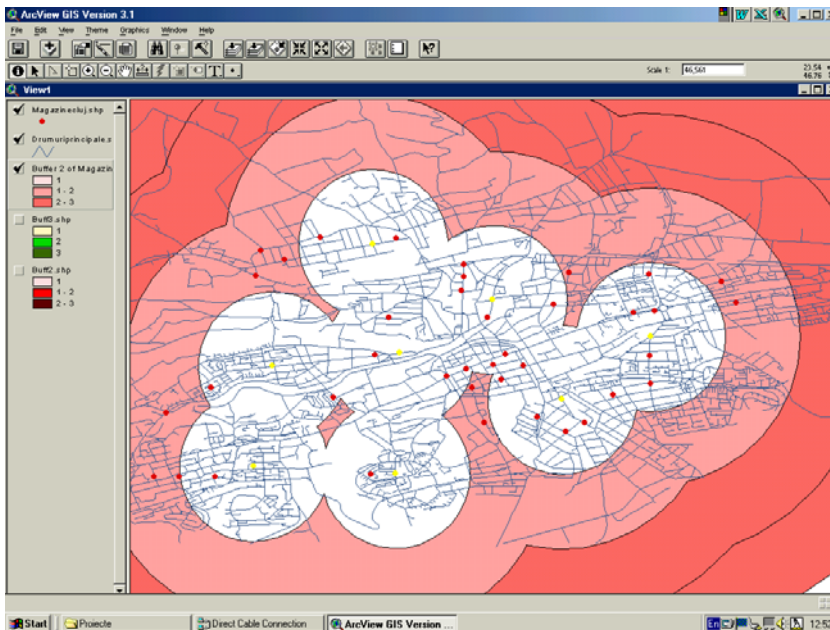 ArcView GIS Version 3.1
File Edit View Theme Graphics Window Help
Scale 1: 46,561
23.54
46.76
View1
Magazinecluj.shp
Drumuriprincipale.s
Buffer 2 of Magazin
1
1 - 2
2 - 3
Buff3.shp
1
2
3
Buff2.shp
1
1 - 2
2 - 3
Start Proiecte Direct Cable Connection ArcView GIS Version ... En